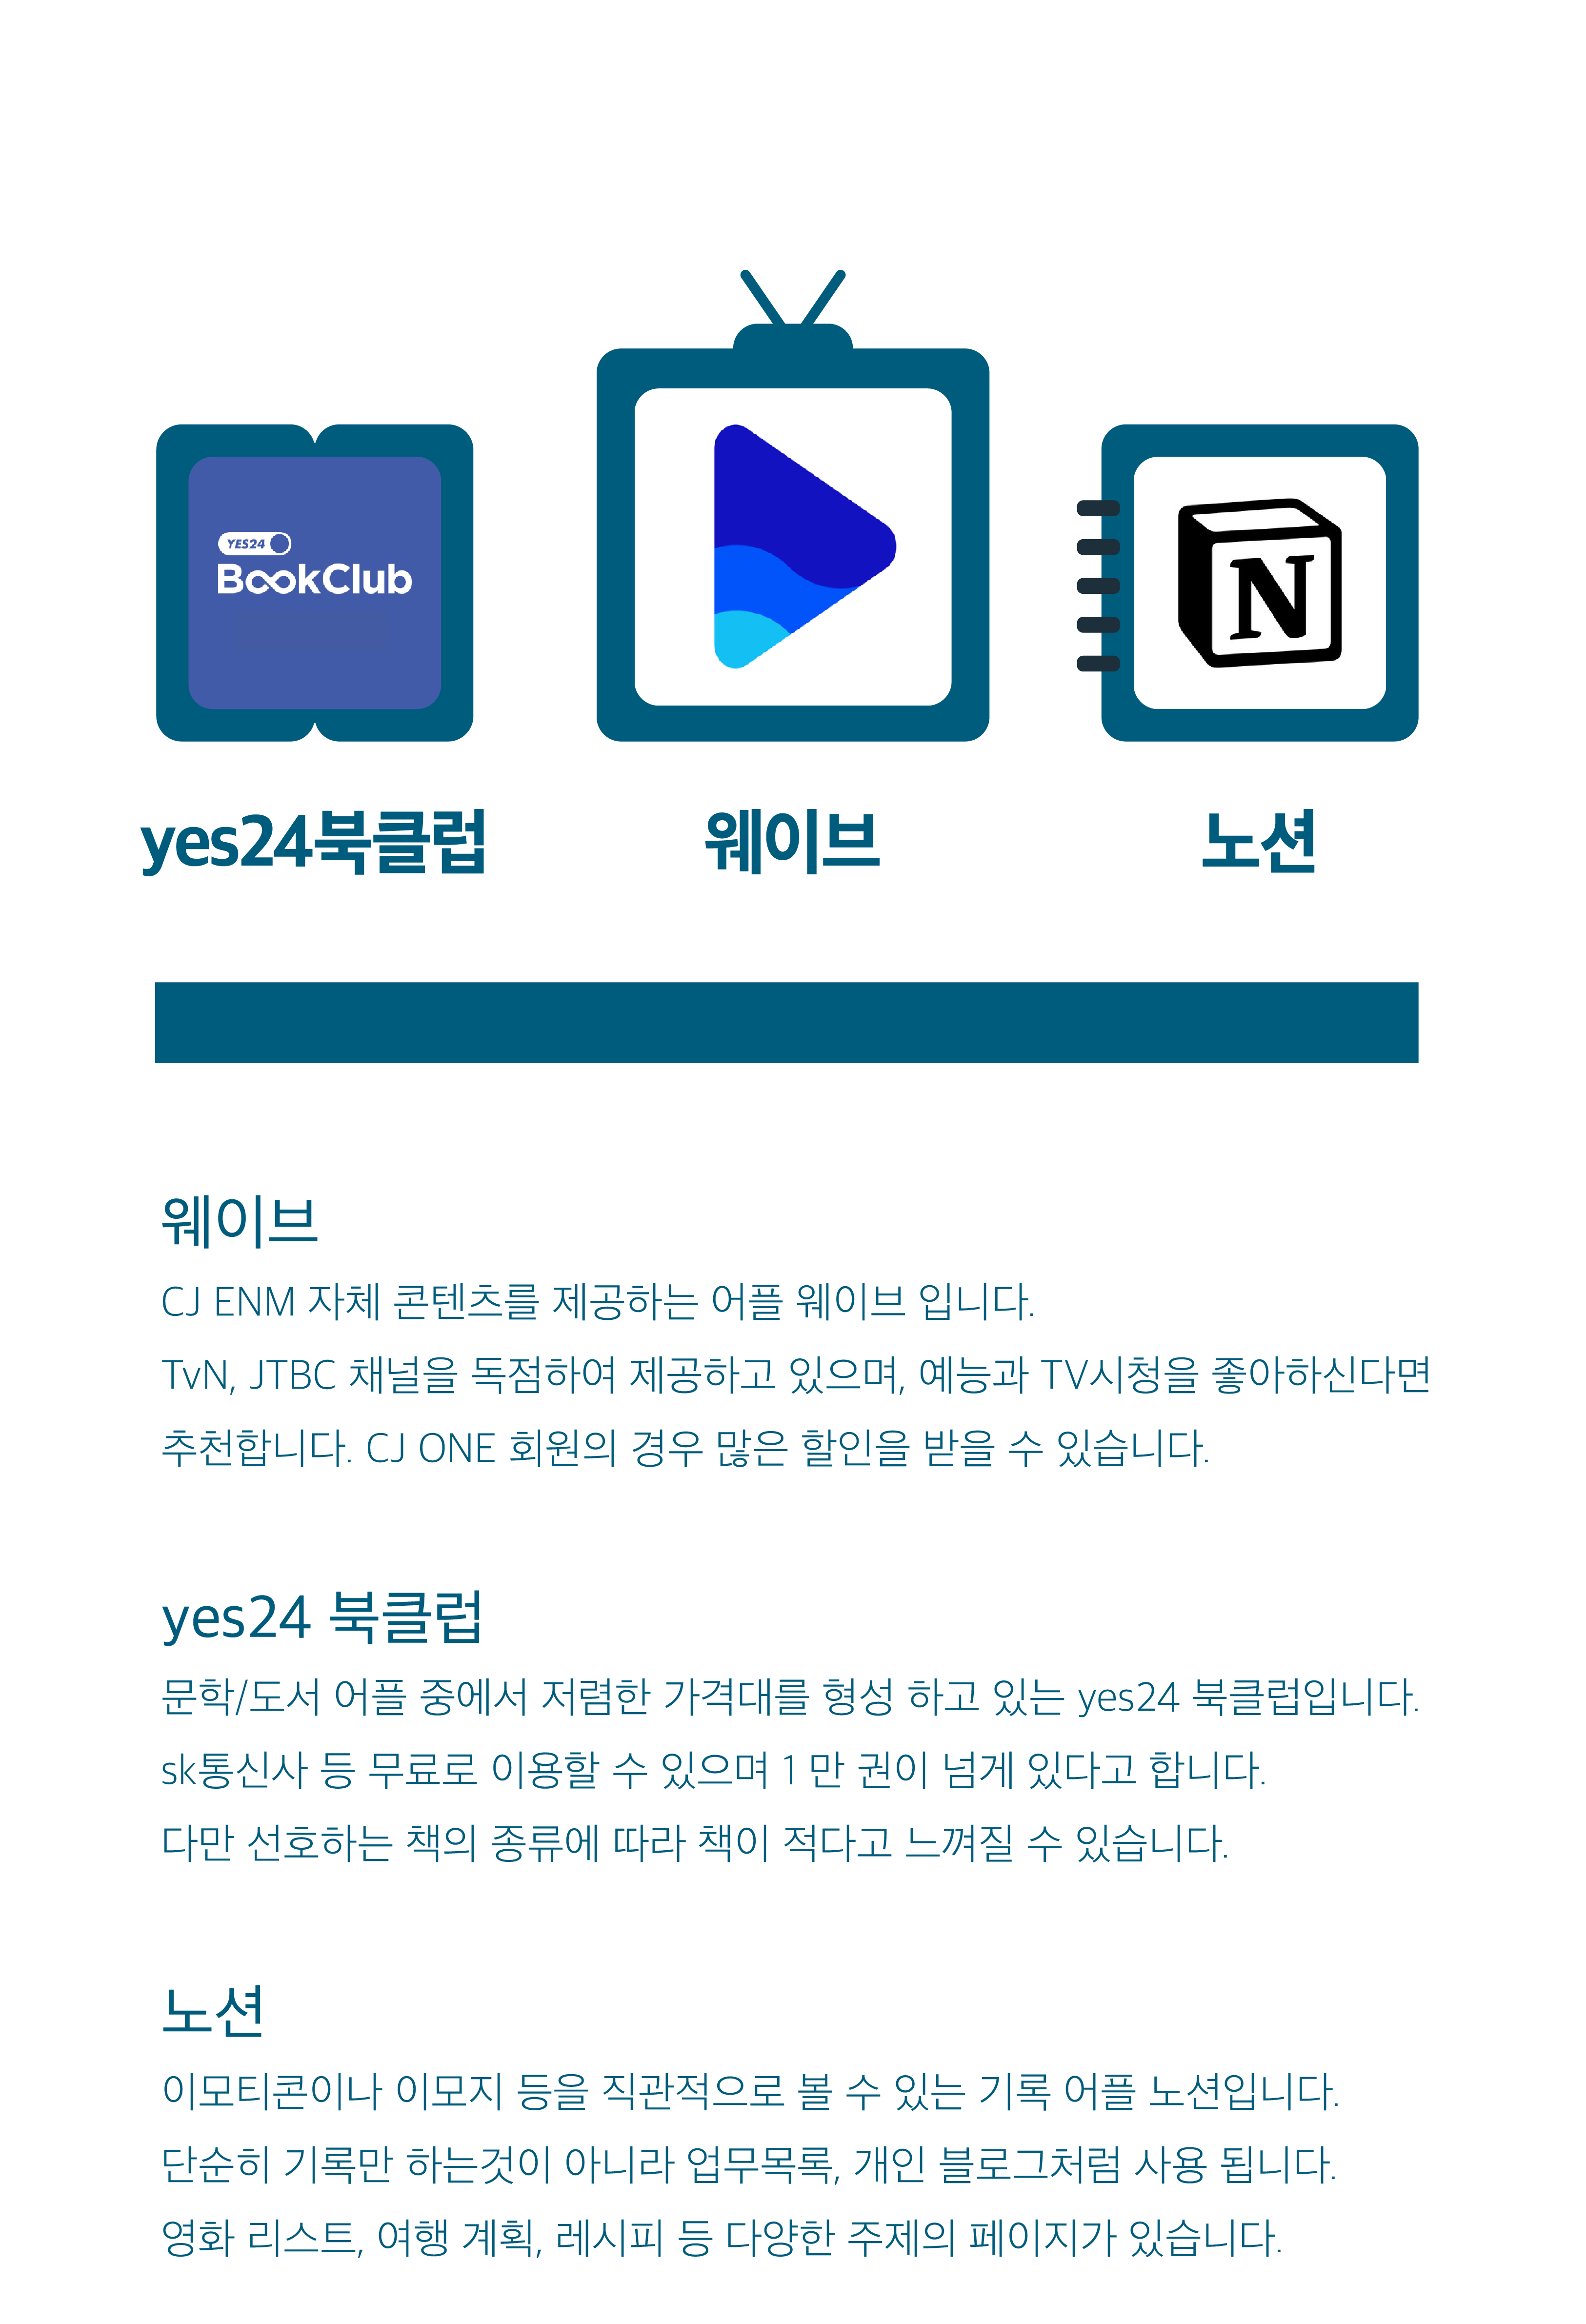 YES24
BookClub
N
yes24북클럽
웨이브
노션
웨이브
CJ ENM 자체 콘텐츠를 제공하는 어플 웨이브 입니다.
TvN, JTBC 채널을 독점하여 제공하고 있으며, 예능과 TV시청을 좋아하신다면
추천합니다. CJ ONE 회원의 경우 많은 할인을 받을 수 있습니다.
yes24 북클럽
문학/도서 어플 중에서 저렴한 가격대를 형성 하고 있는 yes24 북클럽입니다.
sk통신사 등 무료로 이용할 수 있으며 1 만 권이 넘게 있다고 합니다.
다만 선호하는 책의 종류에 따라 책이 적다고 느껴질 수 있습니다.
노션
이모티콘이나 이모지 등을 직관적으로 볼 수 있는 기록 어플 노션입니다.
단순히 기록만 하는것이 아니라 업무목록, 개인 블로그처럼 사용 됩니다.
영화 리스트, 여행 계획, 레시피 등 다양한 주제의 페이지가 있습니다.